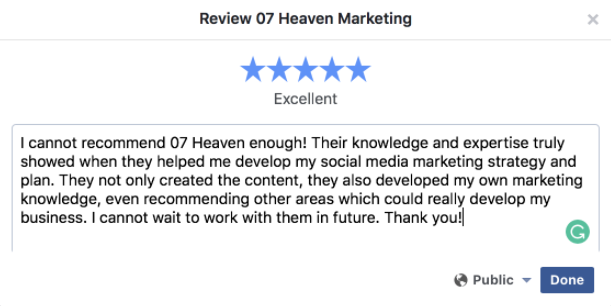 Review 07 Heaven Marketing
Excellent
I cannot recommend 07 Heaven enough! Their knowledge and expertise truly
showed when they helped me develop my social media marketing strategy and
plan. They not only created the content, they also developed my own marketing
knowledge, even recommending other areas which could really develop my
business. I cannot wait to work with them in future. Thank you!
Public
Done